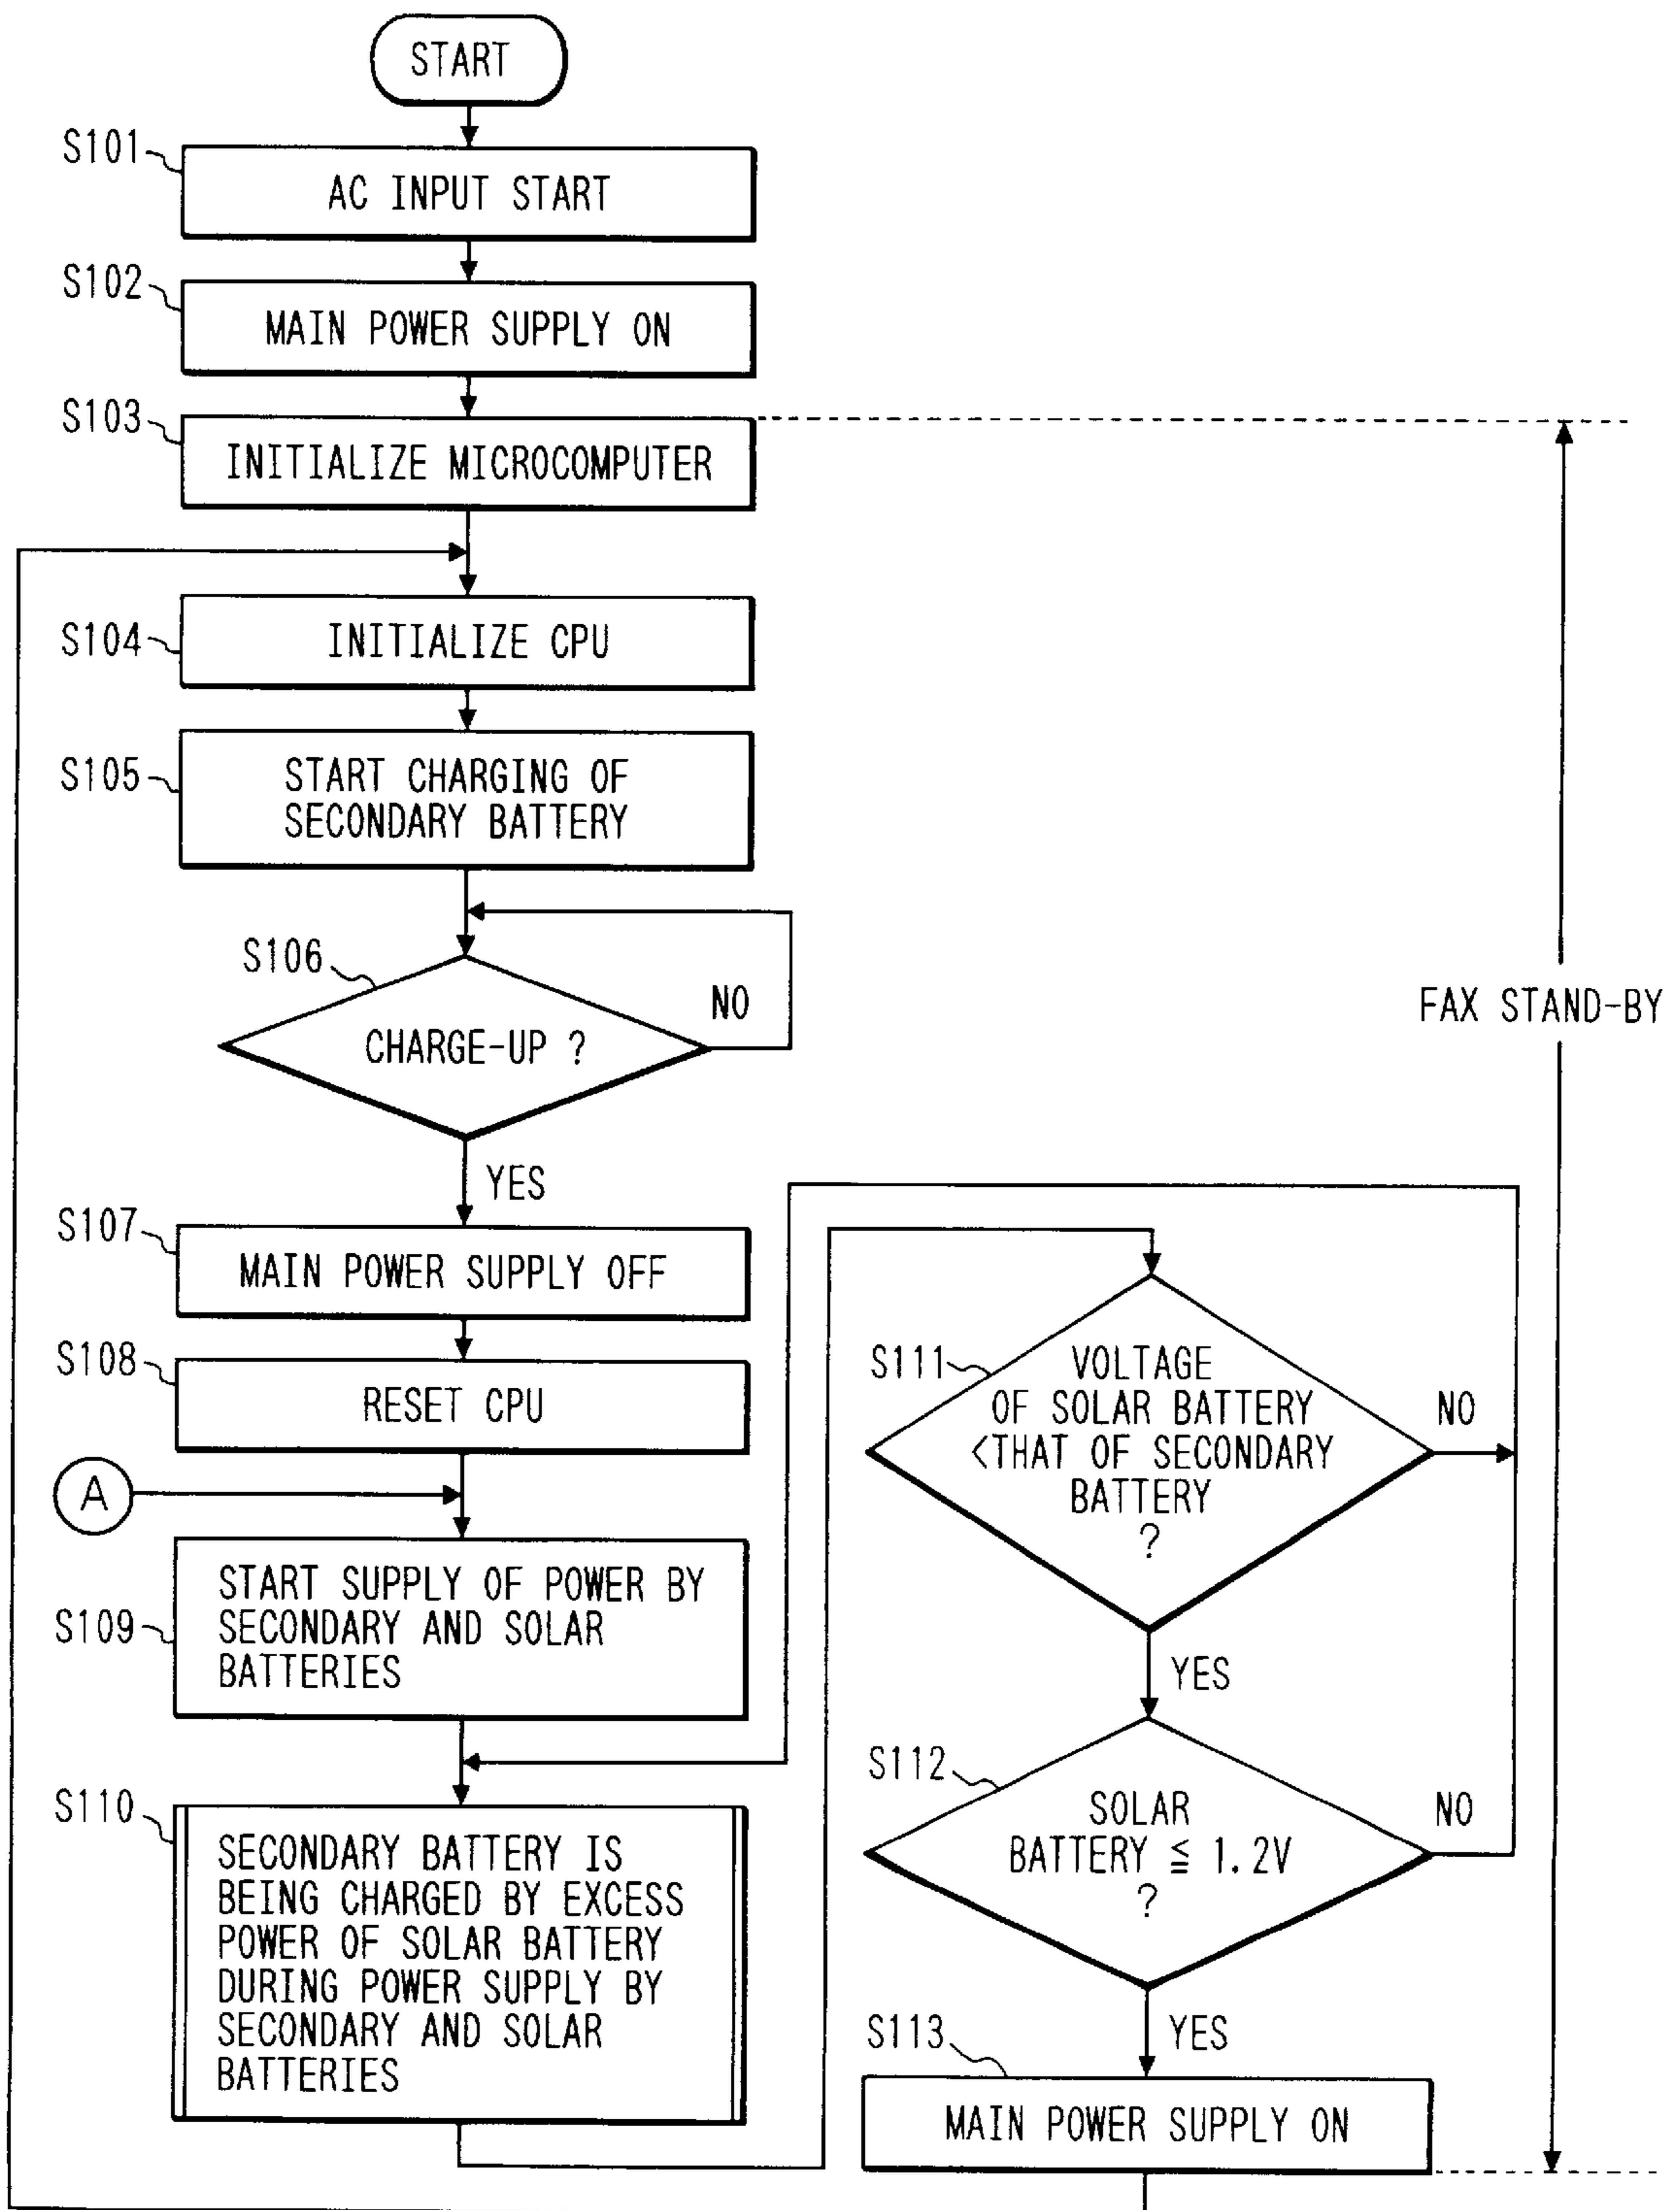 START
S101
AC INPUT START
S102
MAIN POWER SUPPLY ON
S103
INITIALIZE MICROCOMPUTER
S104
INITIALIZE CPU
S105
START CHARGING OF
SECONDARY BATTERY
S106
CHARGE-UP ?
NO
YES
S107
MAIN POWER SUPPLY OFF
S108
RESET CPU
A
S109
START SUPPLY OF POWER BY
SECONDARY AND SOLAR
BATTERIES
S110
SECONDARY BATTERY IS
BEING CHARGED BY EXCESS
POWER OF SOLAR BATTERY
DURING POWER SUPPLY BY
SECONDARY AND SOLAR
BATTERIES
S111
VOLTAGE
OF SOLAR BATTERY
<THAT OF SECONDARY
BATTERY
?
NO
YES
S112
SOLAR
BATTERY ≦ 1.2V
?
NO
YES
S113
MAIN POWER SUPPLY ON
FAX STAND-BY